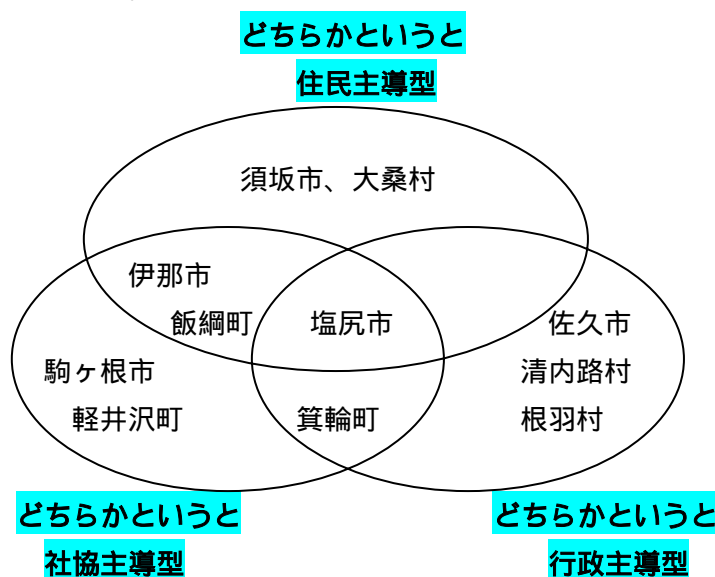 どちらかというと
住民主導型
須坂市、大桑村
伊那市
飯綱町
塩尻市
佐久市
駒ヶ根市
清内路村
軽井沢町
箕輪町
根羽村
どちらかというと
社協主導型
どちらかというと
行政主導型